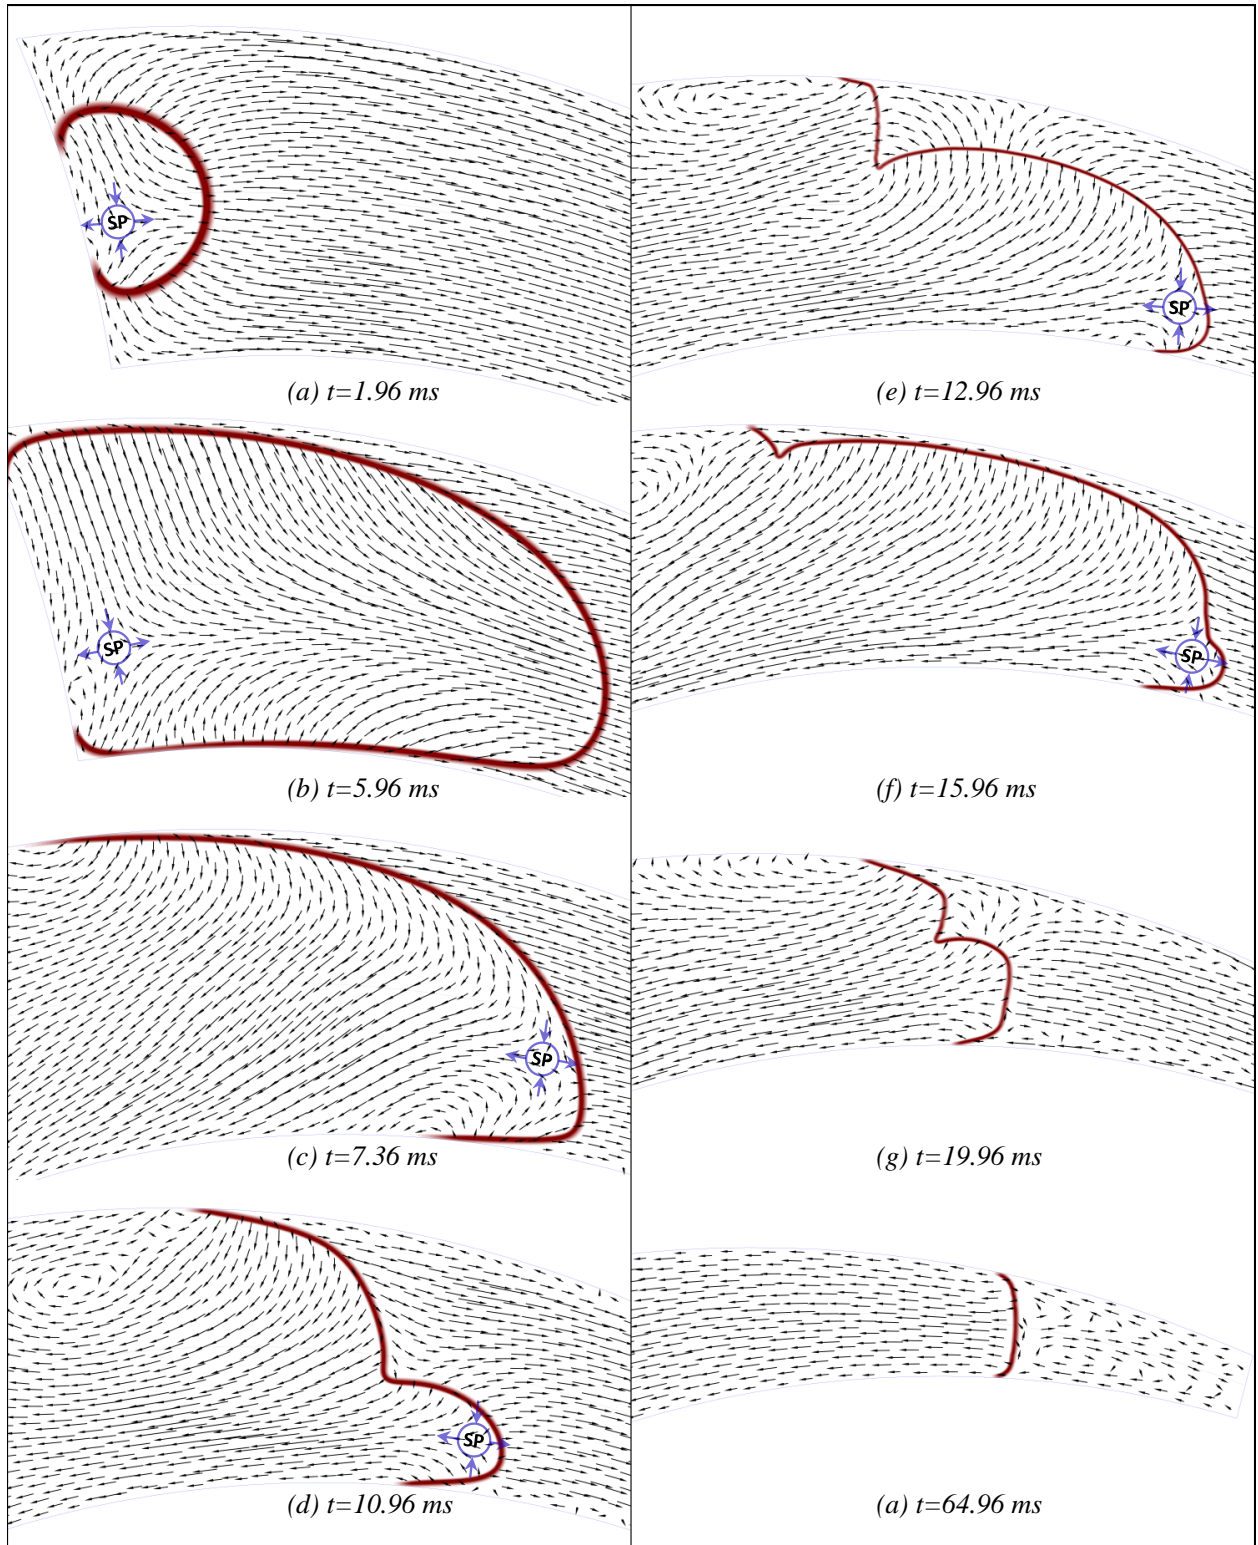 SP
(a) t=1.96 ms
SP
(b) t=5.96 ms
SP
(c) t=7.36 ms
SP
(d) t=10.96 ms
SP
(e) t=12.96 ms
SP
(f) t=15.96 ms
(g) t=19.96 ms
(a) t=64.96 ms